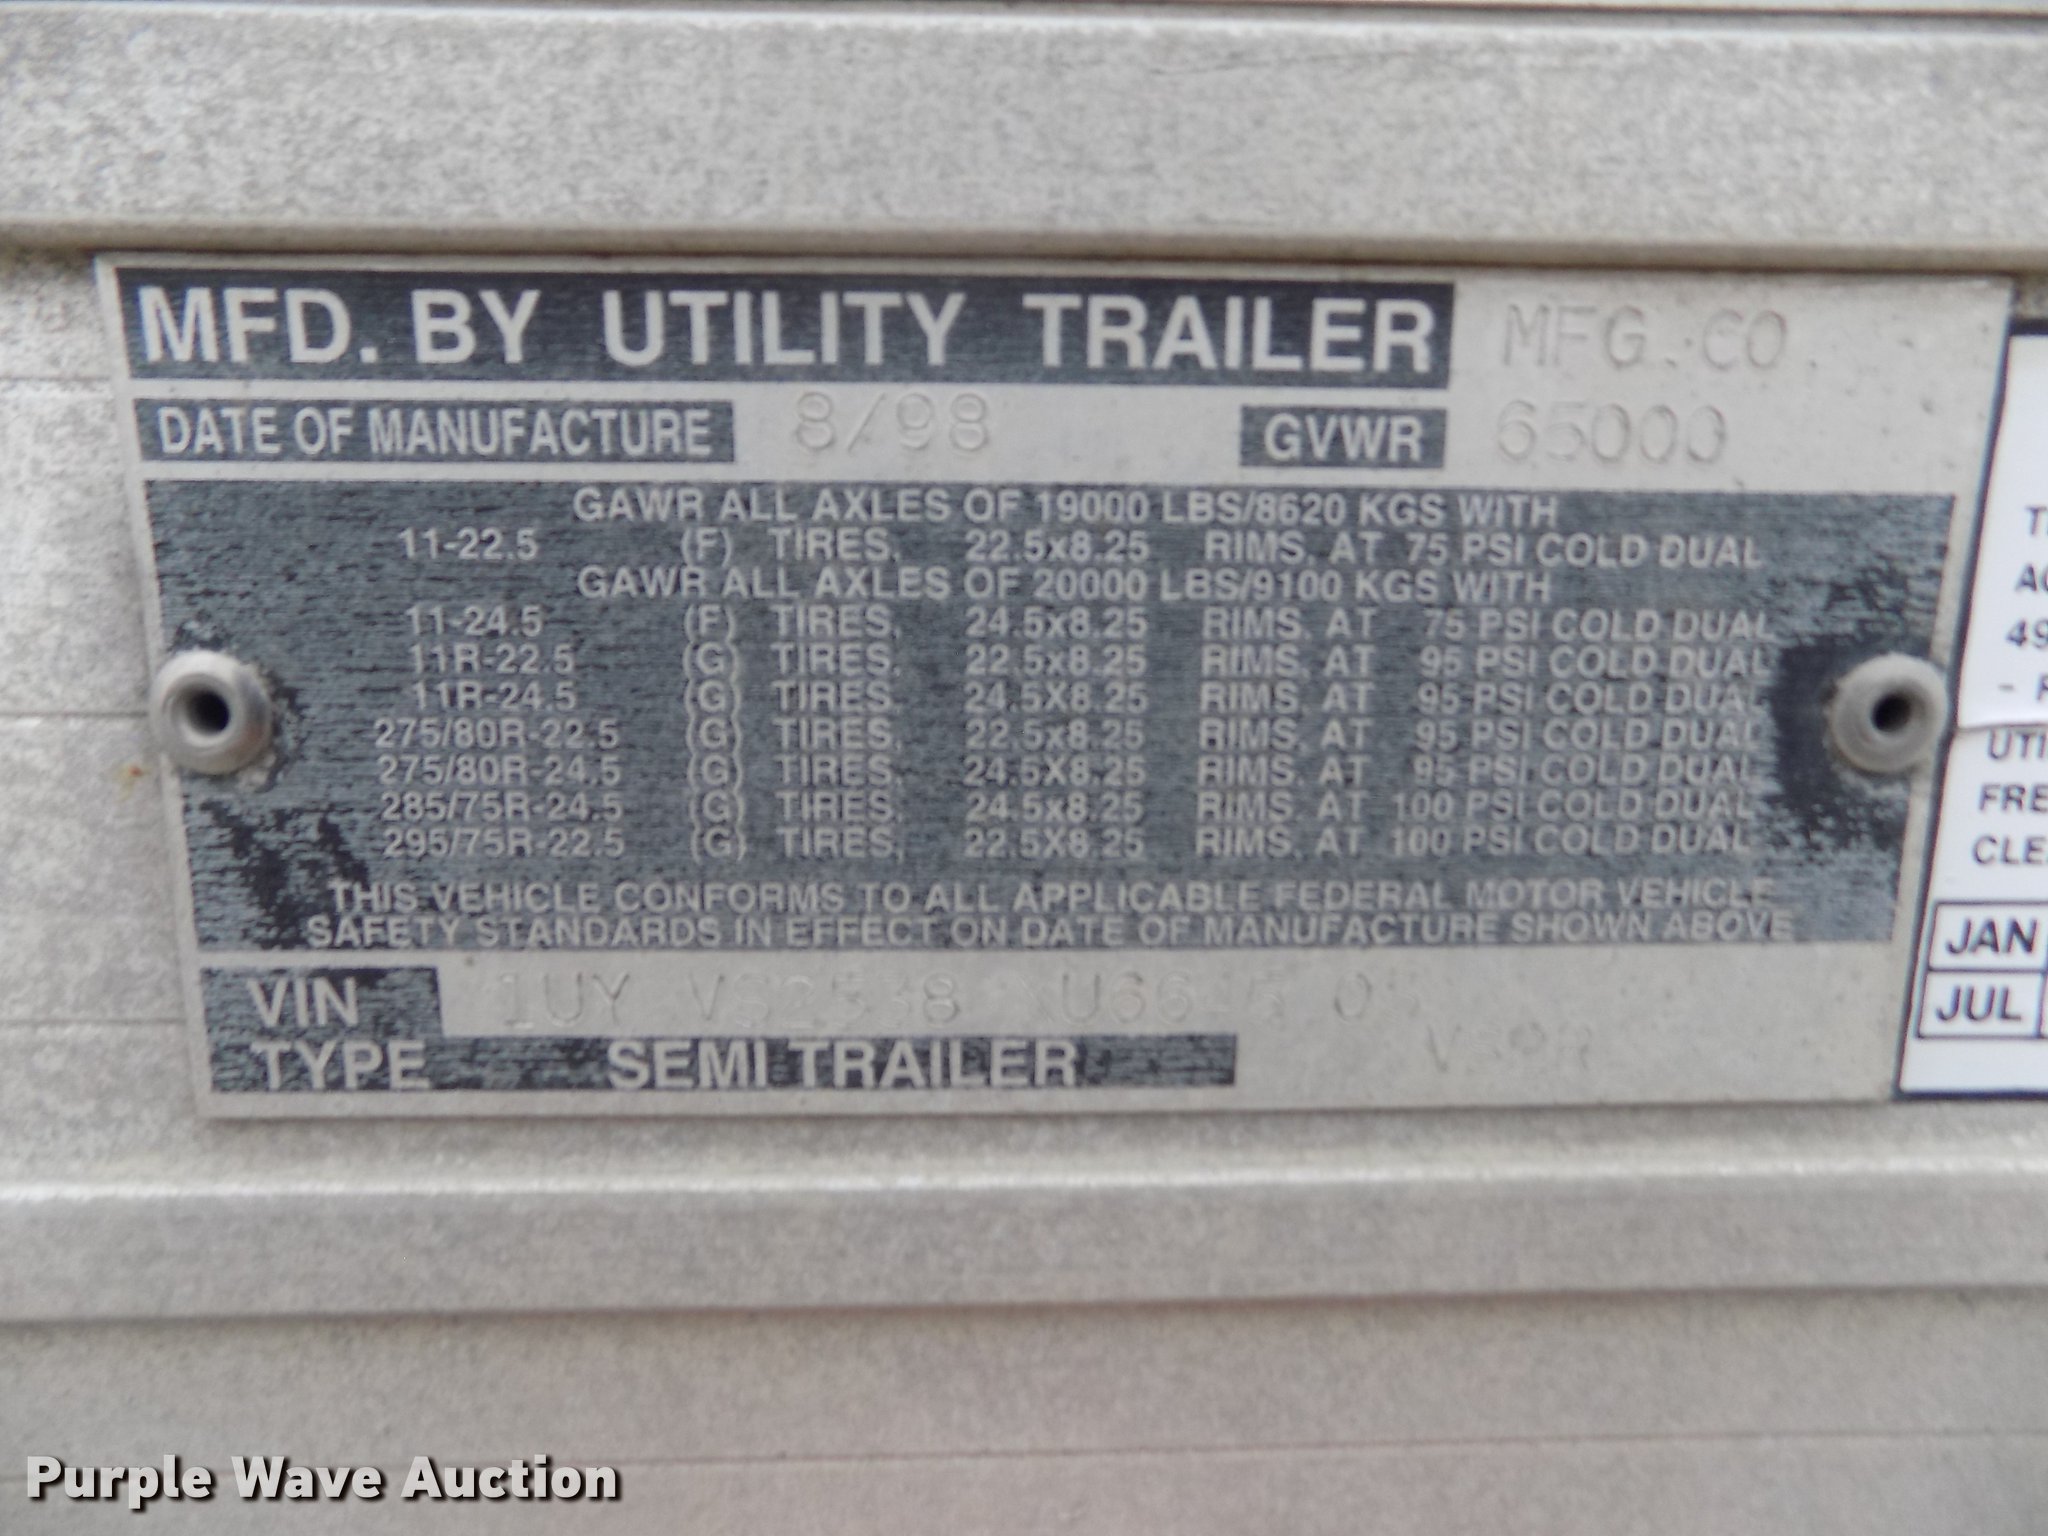 MFD. BY UTILITY TRAILER MFG. CO.
DATE OF MANUFACTURE 8/98 GVWR 65000
GAWR ALL AXLES OF 19000 LBS/8620 KGS WITH
11-22.5 (F) TIRES, 22.5x8.25 RIMS, AT 75 PSI COLD DUAL
GAWR ALL AXLES OF 20000 LBS/9100 KGS WITH
11-24.5 (F) TIRES, 24.5x8.25 RIMS, AT 75 PSI COLD DUAL
11R-22.5 (G) TIRES, 22.5x8.25 RIMS, AT 95 PSI COLD DUAL
11R-24.5 (G) TIRES, 24.5X8.25 RIMS, AT 95 PSI COLD DUAL
275/80R-22.5 (G) TIRES, 22.5x8.25 RIMS, AT 95 PSI COLD DUAL
275/80R-24.5 (G) TIRES, 24.5X8.25 RIMS, AT 95 PSI COLD DUAL
285/75R-24.5 (G) TIRES, 24.5x8.25 RIMS, AT 100 PSI COLD DUAL
295/75R-22.5 (G) TIRES, 22.5X8.25 RIMS, AT 100 PSI COLD DUAL
THIS VEHICLE CONFORMS TO ALL APPLICABLE FEDERAL MOTOR VEHICLE
SAFETY STANDARDS IN EFFECT ON DATE OF MANUFACTURE SHOWN ABOVE
VIN 1UY VS2538
TYPE SEMI TRAILER
49
UTI
FRE
CLE
JAN
JUL
Purple Wave Auction